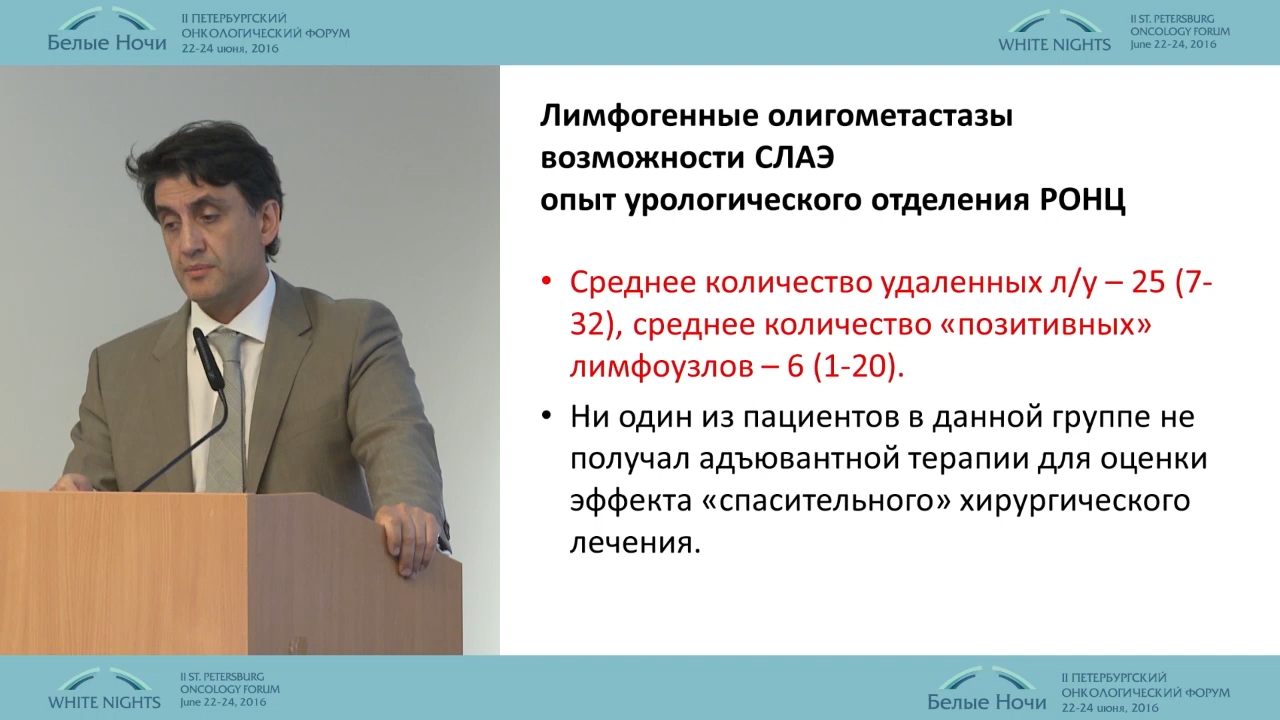 Белые Ночи
II ПЕТЕРБУРГСКИЙ
ОНКОЛОГИЧЕСКИЙ ФОРУМ
22-24 июня, 2016
WHITE NIGHTS
II ST. PETERSBURG
ONCOLOGY FORUM
June 22-24, 2016
Лимфогенные олигометастазы
возможности СЛАЭ
опыт урологического отделения РОНЦ
• Среднее количество удаленных л/у – 25 (7-
32), среднее количество «позитивных»
лимфоузлов – 6 (1-20).
• Ни один из пациентов в данной группе не
получал адъювантной терапии для оценки
эффекта «спасительного» хирургического
лечения.
WHITE NIGHTS
II ST. PETERSBURG
ONCOLOGY FORUM
June 22-24, 2016
Белые Ночи
II ПЕТЕРБУРГСКИЙ
ОНКОЛОГИЧЕСКИЙ ФОРУМ
22-24 июня, 2016